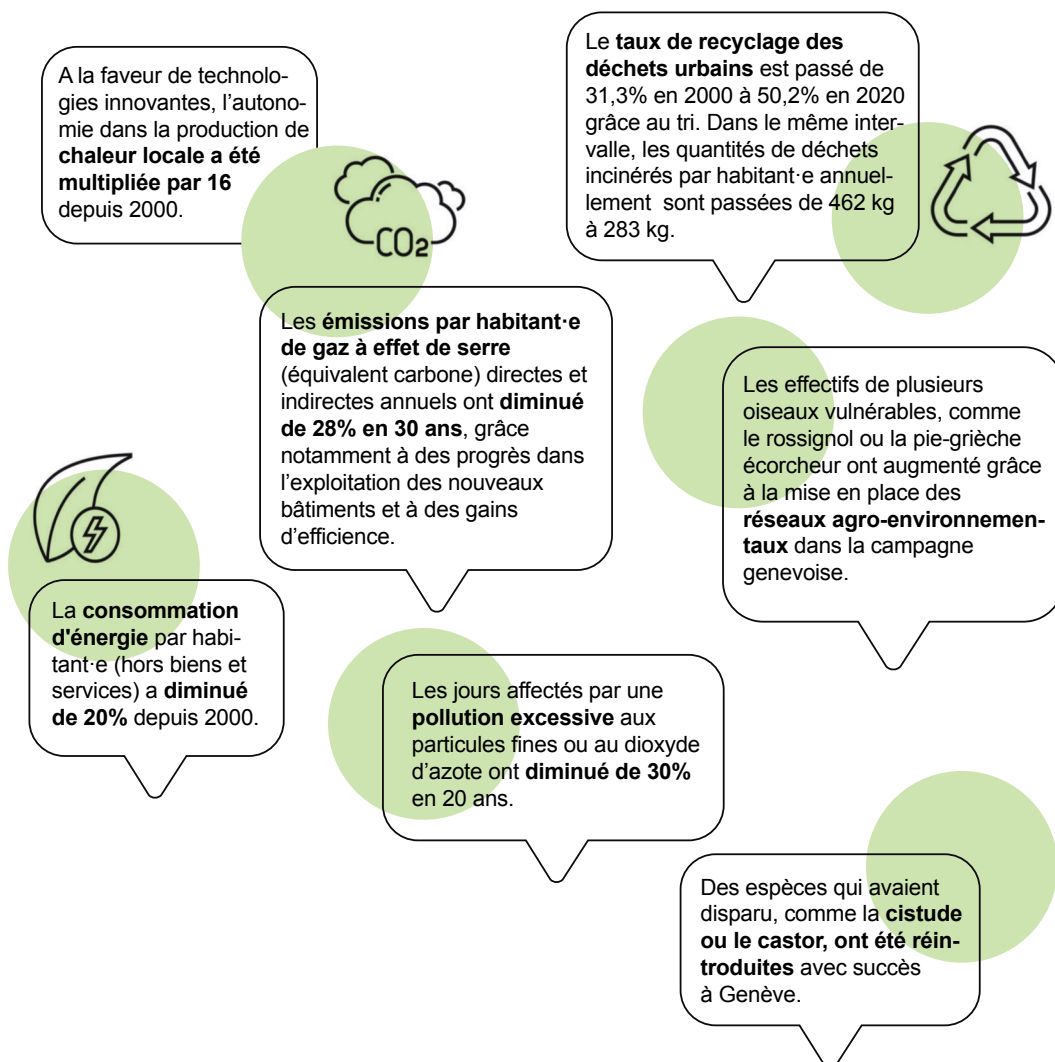 A la faveur de technolo-
gies innovantes, l'autono-
mie dans la production de
chaleur locale a été
multipliée par 16
depuis 2000.
CO2
Le taux de recyclage des
déchets urbains est passé de
31,3% en 2000 à 50,2% en 2020
grâce au tri. Dans le même inter-
valle, les quantités de déchets
incinérés par habitant·e annuel-
lement sont passées de 462 kg
à 283 kg.
Les émissions par habitant·e
de gaz à effet de serre
(équivalent carbone) directes et
indirectes annuels ont diminué
de 28% en 30 ans, grâce
notamment à des progrès dans
l'exploitation des nouveaux
bâtiments et à des gains
d'efficience.
Les effectifs de plusieurs
oiseaux vulnérables, comme
le rossignol ou la pie-grièche
écorcheur ont augmenté grâce
à la mise en place des
réseaux agro-environnemen-
taux dans la campagne
genevoise.
La consommation
d'énergie par habi-
tant·e (hors biens et
services) a diminué
de 20% depuis 2000.
Les jours affectés par une
pollution excessive aux
particules fines ou au dioxyde
d'azote ont diminué de 30%
en 20 ans.
Des espèces qui avaient
disparu, comme la cistude
ou le castor, ont été réin-
troduites avec succès
à Genève.